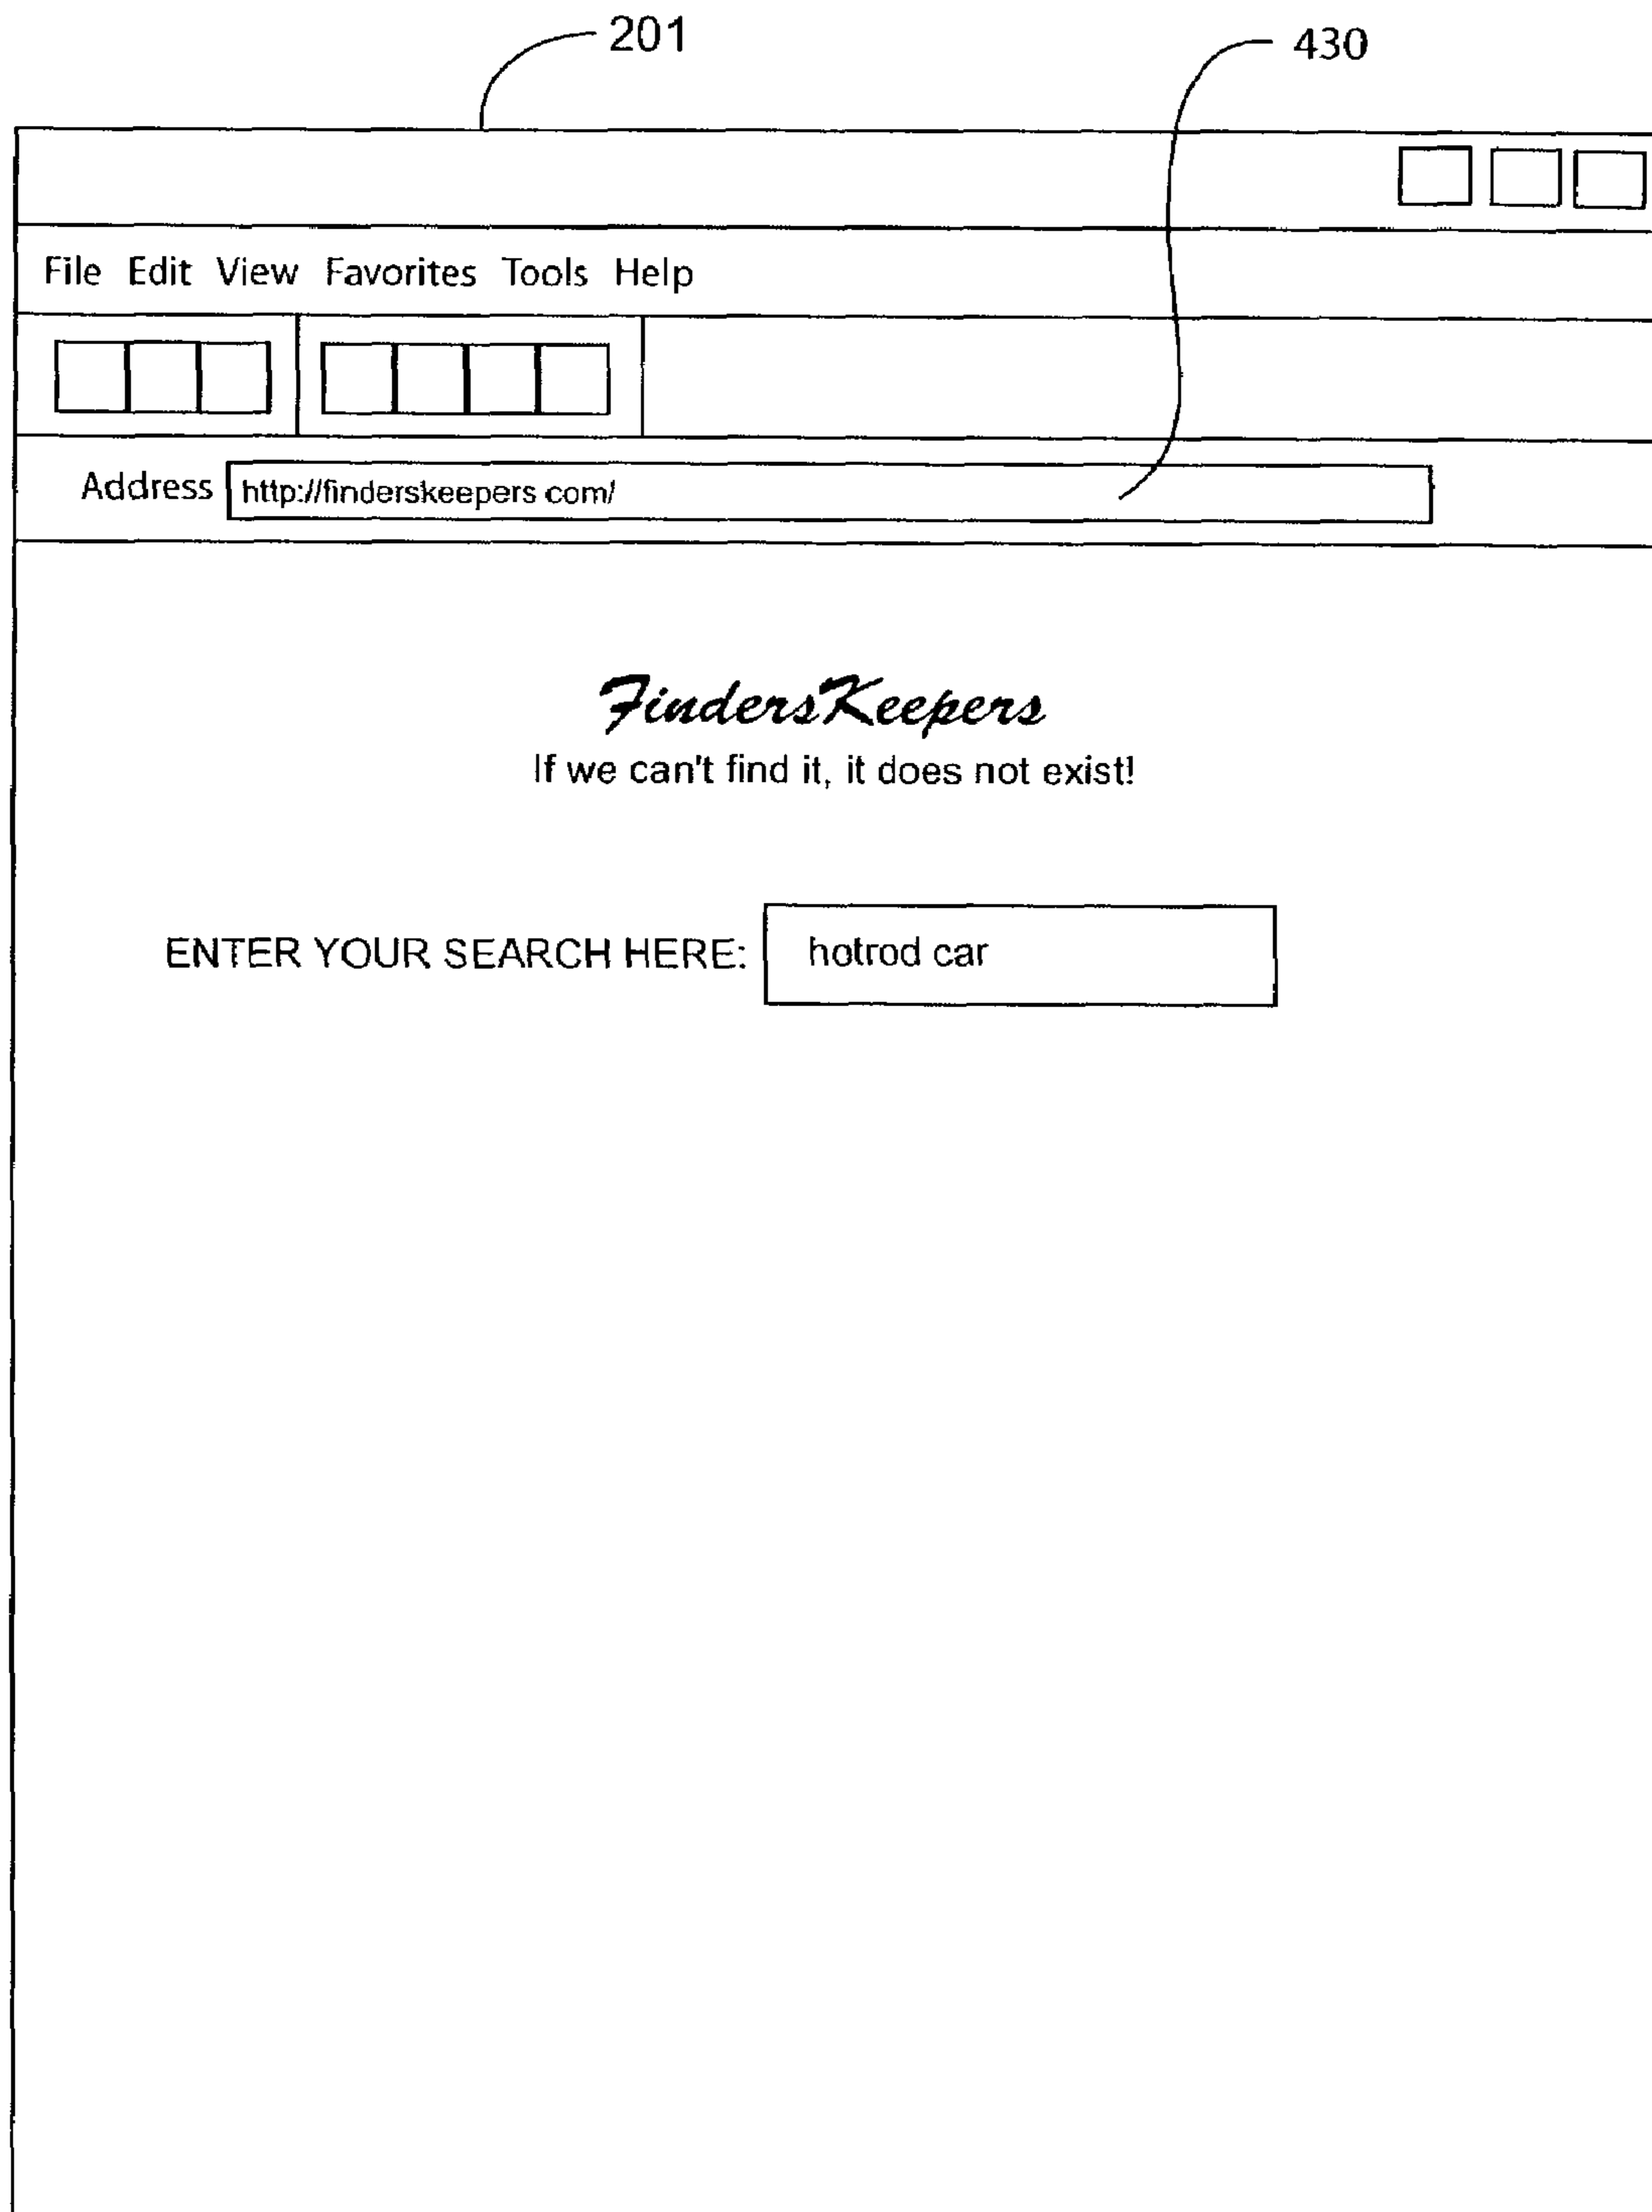 201
430
File Edit View Favorites Tools Help
Address http://finderskeepers com/
FindersKeepers
If we can't find it, it does not exist!
ENTER YOUR SEARCH HERE: hotrod car